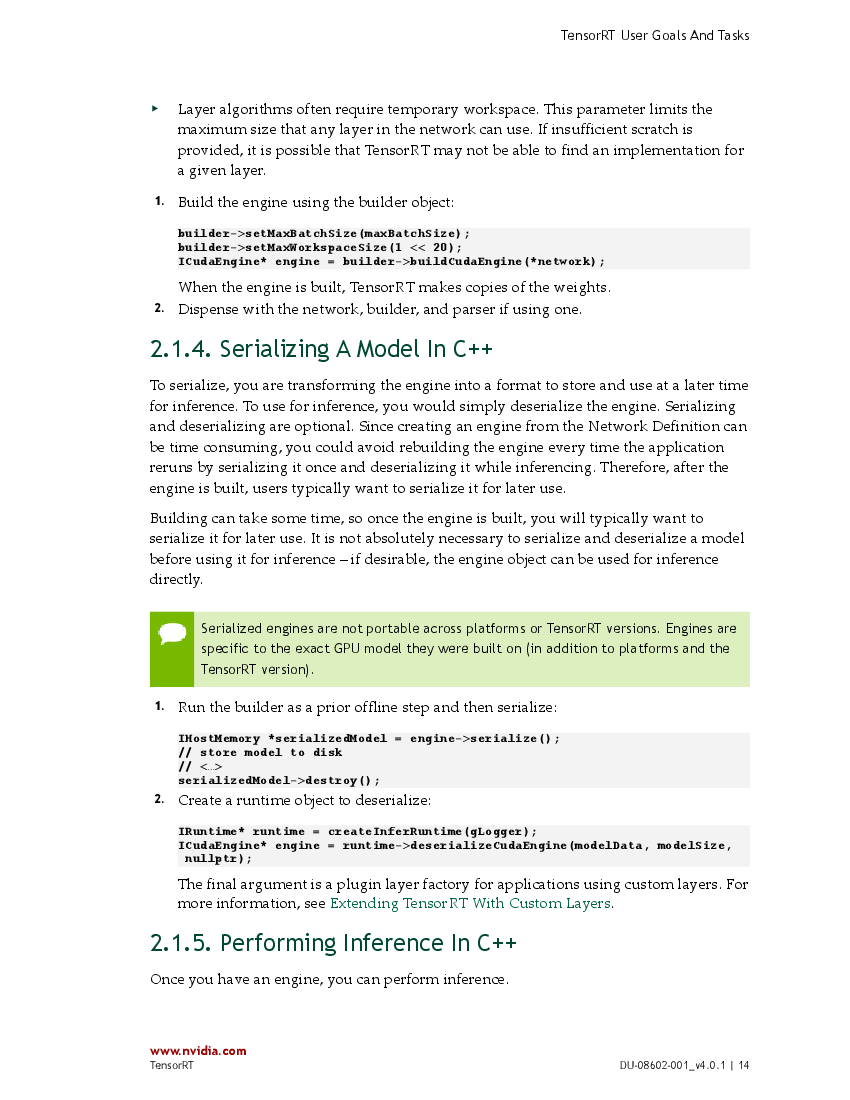 TensorRT User Goals And Tasks
▸ Layer algorithms often require temporary workspace. This parameter limits the
maximum size that any layer in the network can use. If insufficient scratch is
provided, it is possible that TensorRT may not be able to find an implementation for
a given layer.
1. Build the engine using the builder object:
builder->setMaxBatchSize(maxBatchSize);
builder->setMaxWorkspaceSize(1 << 20);
ICudaEngine* engine = builder->buildCudaEngine(*network);
When the engine is built, TensorRT makes copies of the weights.
2. Dispense with the network, builder, and parser if using one.
2.1.4. Serializing A Model In C++
To serialize, you are transforming the engine into a format to store and use at a later time
for inference. To use for inference, you would simply deserialize the engine. Serializing
and deserializing are optional. Since creating an engine from the Network Definition can
be time consuming, you could avoid rebuilding the engine every time the application
reruns by serializing it once and deserializing it while inferencing. Therefore, after the
engine is built, users typically want to serialize it for later use.
Building can take some time, so once the engine is built, you will typically want to
serialize it for later use. It is not absolutely necessary to serialize and deserialize a model
before using it for inference – if desirable, the engine object can be used for inference
directly.
Serialized engines are not portable across platforms or TensorRT versions. Engines are
specific to the exact GPU model they were built on (in addition to platforms and the
TensorRT version).
1. Run the builder as a prior offline step and then serialize:
IHostMemory *serializedModel = engine->serialize();
// store model to disk
// <…>
serializedModel->destroy();
2. Create a runtime object to deserialize:
IRuntime* runtime = createInferRuntime(gLogger);
ICudaEngine* engine = runtime->deserializeCudaEngine(modelData, modelSize,
nullptr);
The final argument is a plugin layer factory for applications using custom layers. For
more information, see Extending TensorRT With Custom Layers.
2.1.5. Performing Inference In C++
Once you have an engine, you can perform inference.
www.nvidia.com
TensorRT DU-08602-001_v4.0.1 | 14